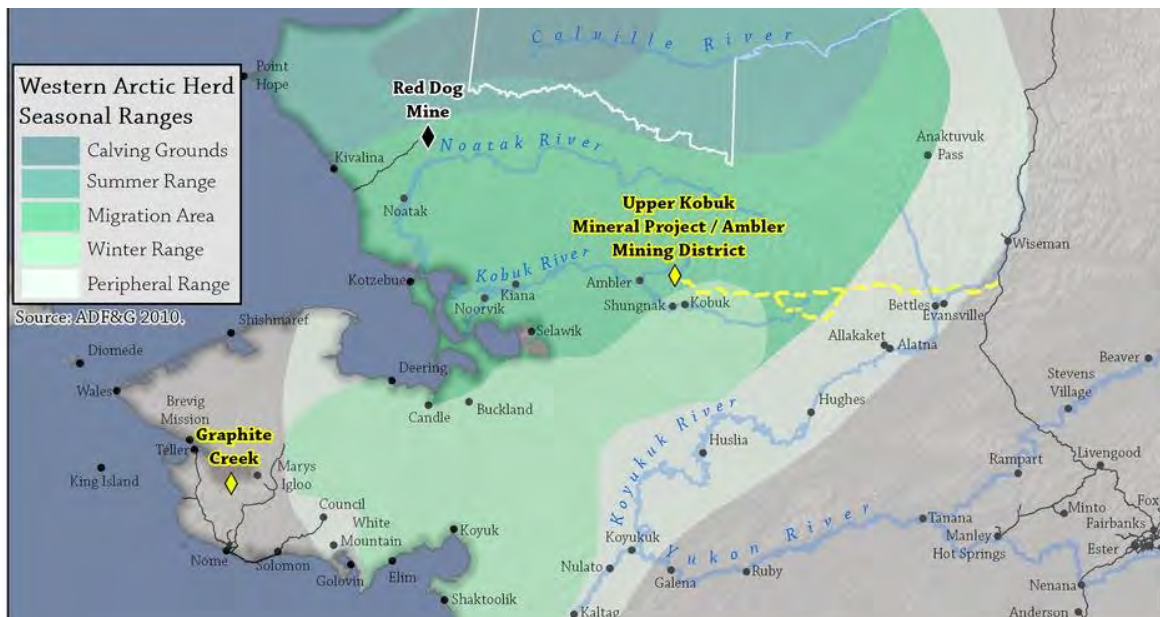 Western Arctic Herd
Seasonal Ranges
Calving Grounds
Summer Range
Migration Area
Winter Range
Peripheral Range
Source: ADF&G 2010.
Colville River
Point
Hope
Red Dog
Mine
Noatak River
Anaktuvuk
Pass
Kivalina
Noatak
Upper Kobuk
Mineral Project / Ambler
Mining District
Wiseman
Kotzebue
Kobuk River
Kiana
Noorvik
Ambler
Shungnak
Kobuk
Bettles
Evansville
Selawik
Shishmaref
Allakaket
Alatna
Diomede
Wales
Deering
Beaver
Stevens
Village
Brevig
Mission
Candle
Buckland
Hughes
Teller
Graphite
Creek
Koyukuk River
Huslia
King Island
Marys
Igloo
Rampart
Livengood
Council
White
Mountain
Koyuk
Minto
Fox
Fairbanks
Tanana
Manley
Hot Springs
Ester
Nome
Solomon
Golovin
Elim
Koyukuk
Yukon River
Nulato
Galena
Ruby
Nenana
Shaktoolik
Kaltag
Anderson